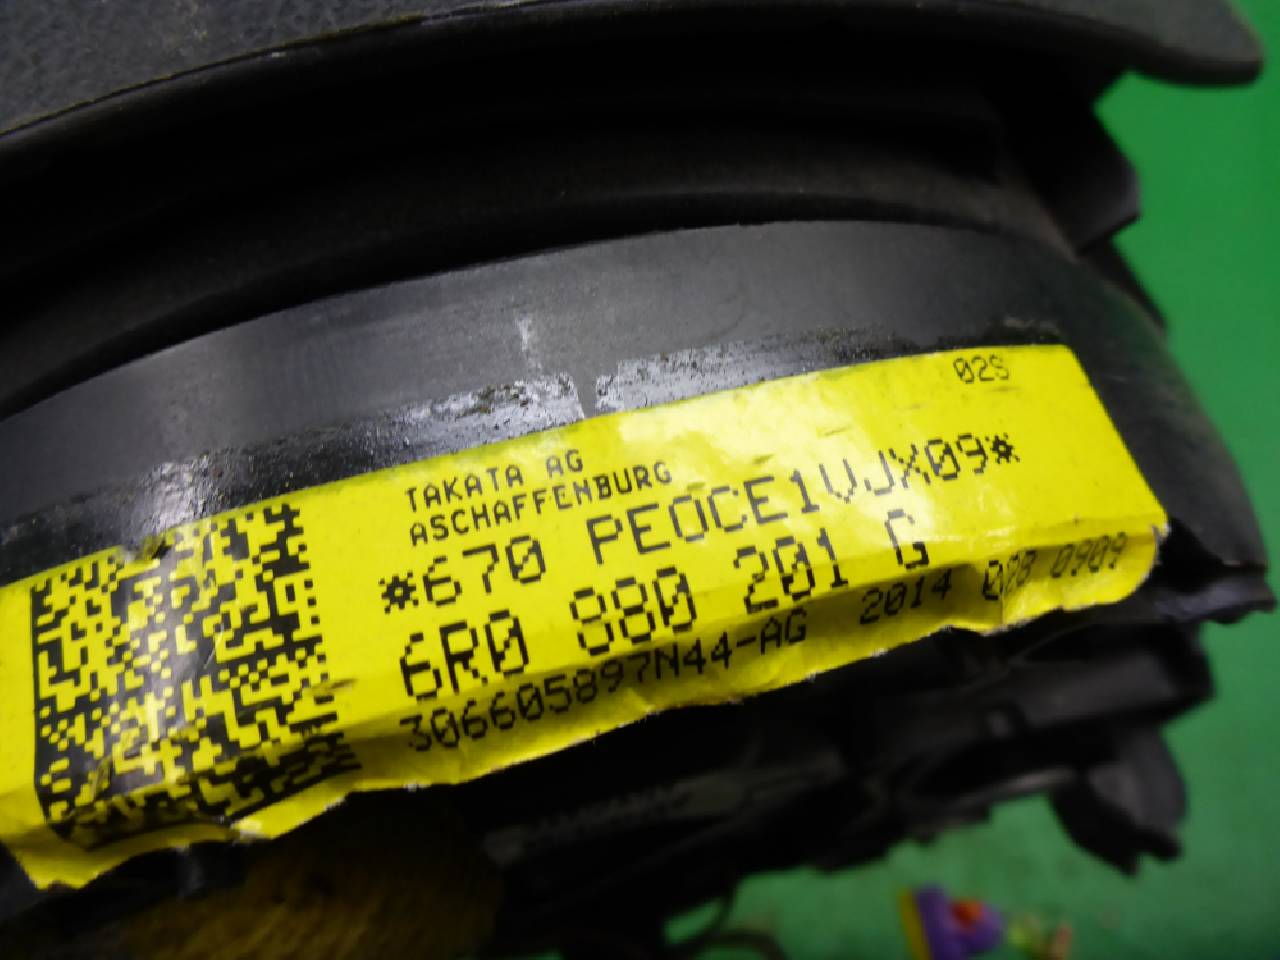 02S
TAKATA AG
ASCHAFFENBURG
*670 PEOCE1VJX09*
6R0 880 201 G
306605897N44-AG 2014 028 0909